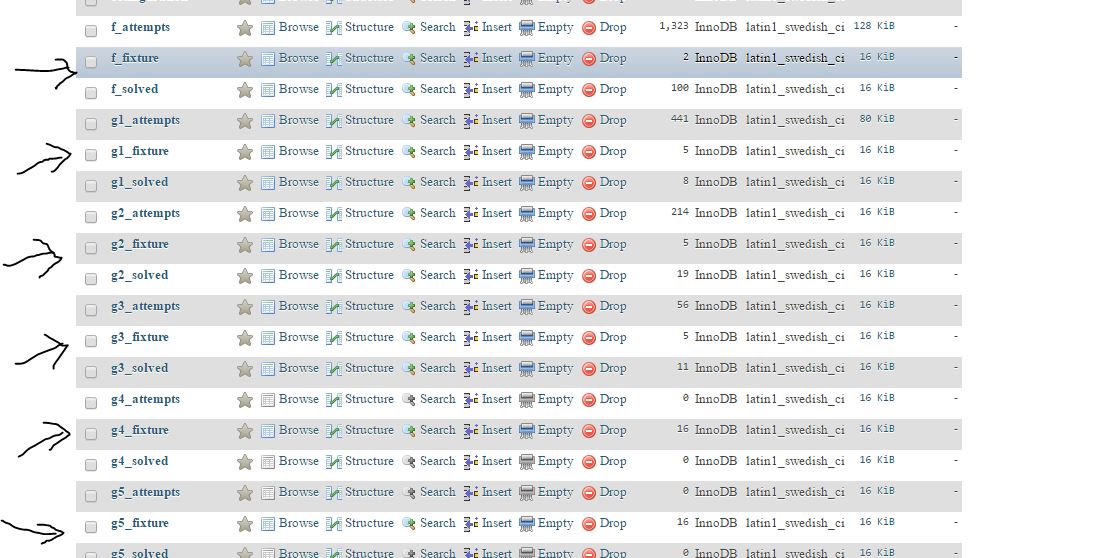 f_attempts Browse Structure Search Insert Empty Drop 1,323 InnoDB latin1_swedish_ci 128 KiB -
f_fixture Browse Structure Search Insert Empty Drop 2 InnoDB latin1_swedish_ci 16 KiB -
f_solved Browse Structure Search Insert Empty Drop 100 InnoDB latin1_swedish_ci 16 KiB -
g1_attempts Browse Structure Search Insert Empty Drop 441 InnoDB latin1_swedish_ci 80 KiB -
g1_fixture Browse Structure Search Insert Empty Drop 5 InnoDB latin1_swedish_ci 16 KiB -
g1_solved Browse Structure Search Insert Empty Drop 8 InnoDB latin1_swedish_ci 16 KiB -
g2_attempts Browse Structure Search Insert Empty Drop 214 InnoDB latin1_swedish_ci 16 KiB -
g2_fixture Browse Structure Search Insert Empty Drop 5 InnoDB latin1_swedish_ci 16 KiB -
g2_solved Browse Structure Search Insert Empty Drop 19 InnoDB latin1_swedish_ci 16 KiB -
g3_attempts Browse Structure Search Insert Empty Drop 56 InnoDB latin1_swedish_ci 16 KiB -
g3_fixture Browse Structure Search Insert Empty Drop 5 InnoDB latin1_swedish_ci 16 KiB -
g3_solved Browse Structure Search Insert Empty Drop 11 InnoDB latin1_swedish_ci 16 KiB -
g4_attempts Browse Structure Search Insert Empty Drop 0 InnoDB latin1_swedish_ci 16 KiB -
g4_fixture Browse Structure Search Insert Empty Drop 16 InnoDB latin1_swedish_ci 16 KiB -
g4_solved Browse Structure Search Insert Empty Drop 0 InnoDB latin1_swedish_ci 16 KiB -
g5_attempts Browse Structure Search Insert Empty Drop 0 InnoDB latin1_swedish_ci 16 KiB -
g5_fixture Browse Structure Search Insert Empty Drop 16 InnoDB latin1_swedish_ci 16 KiB -
g5_solved Browse Structure Search Insert Empty Drop 0 InnoDB latin1_swedish_ci 16 KiB -